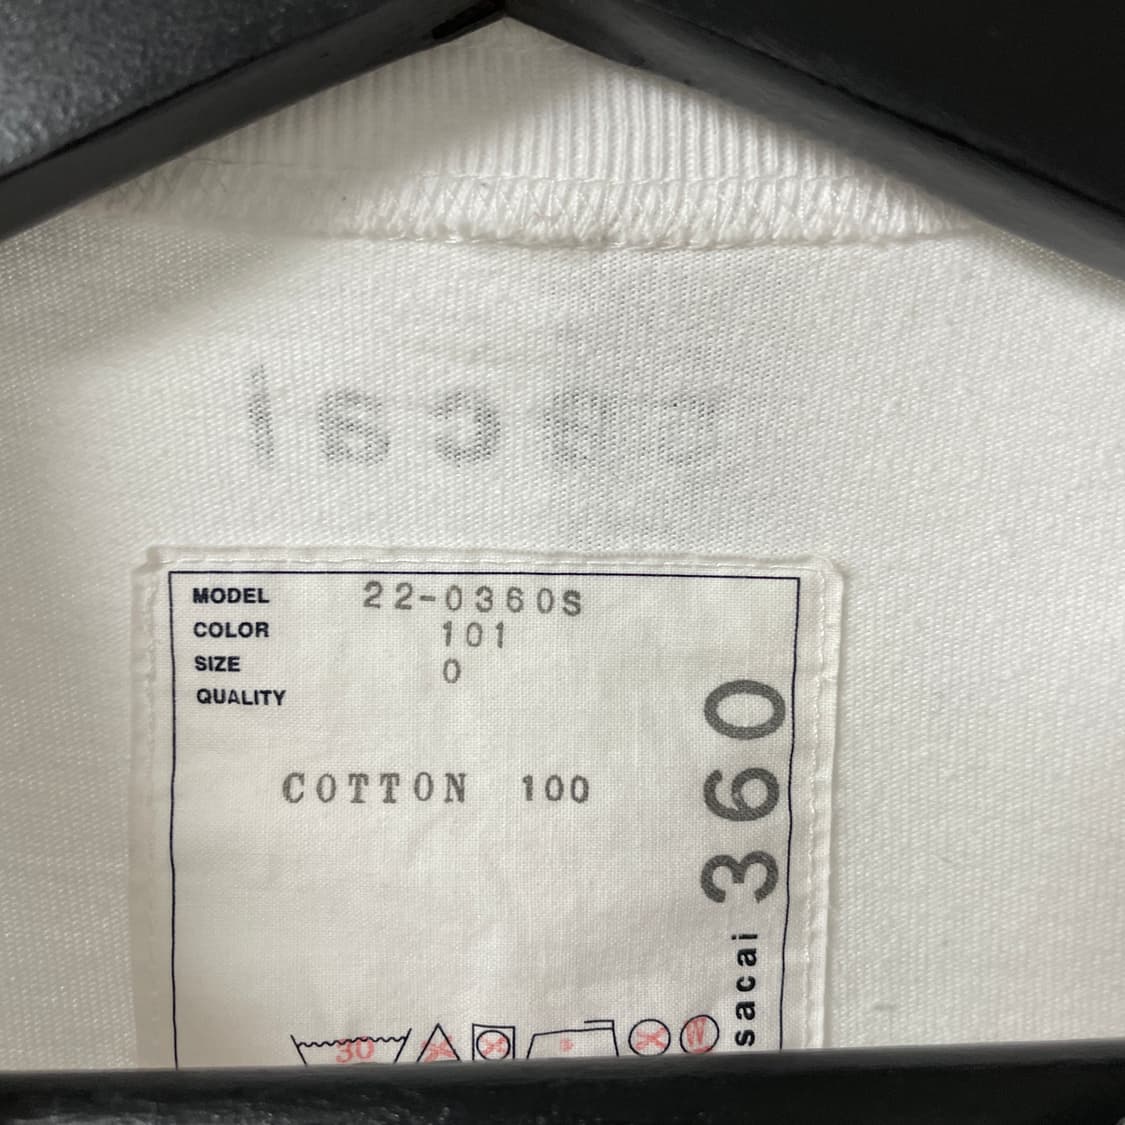 sacai
MODEL 22-0360S
COLOR 101
SIZE 0
QUALITY
COTTON 100
sacai 360
30
W